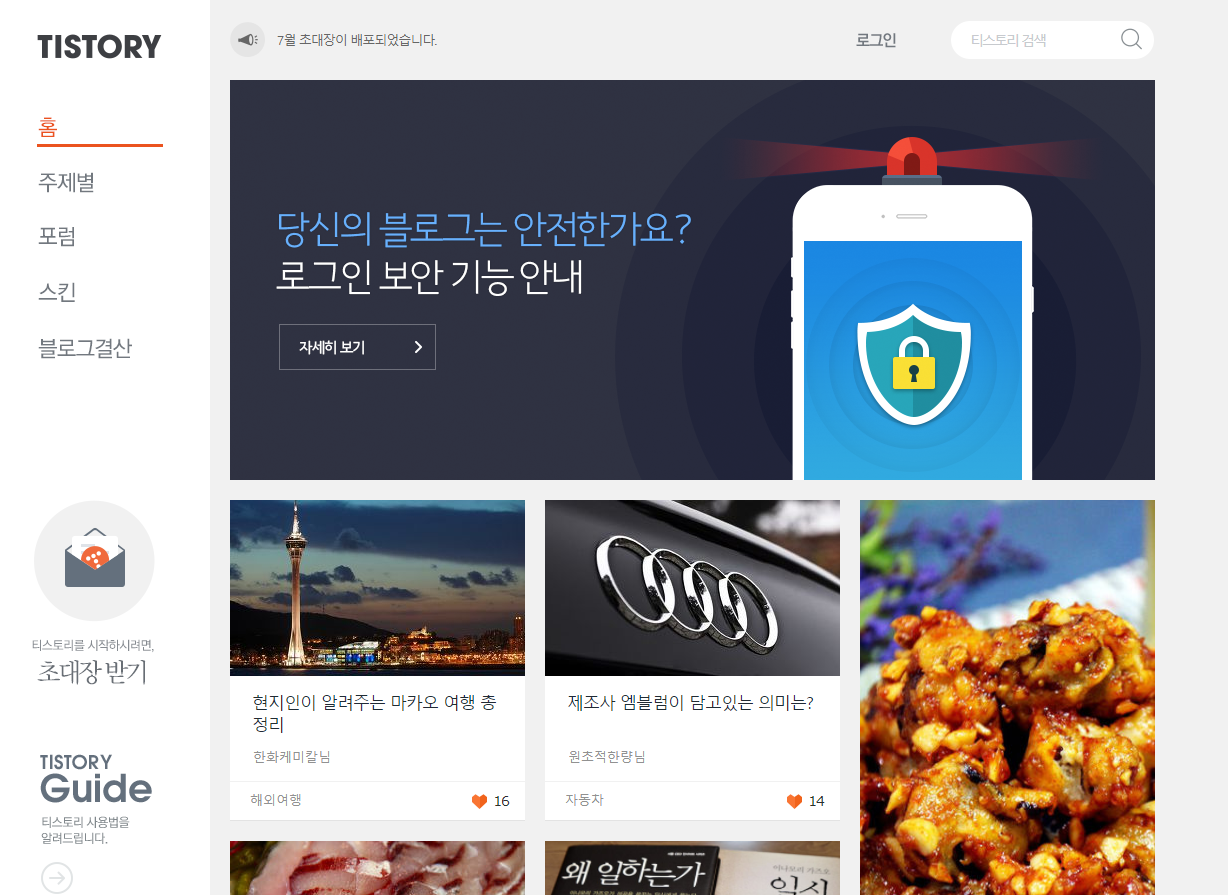 TISTORY
홈
주제별
포럼
스킨
블로그결산
티스토리를 시작하시려면,
초대장 받기
TISTORY
Guide
티스토리 사용법을
알려드립니다.
7월 초대장이 배포되었습니다.
로그인
티스토리 검색
당신의 블로그는 안전한가요?
로그인 보안 기능 안내
자세히 보기
현지인이 알려주는 마카오 여행 총
정리
한화케미칼님
해외여행
16
제조사 엠블럼이 담고있는 의미는?
원초적한량님
자동차
14
왜 일하는가